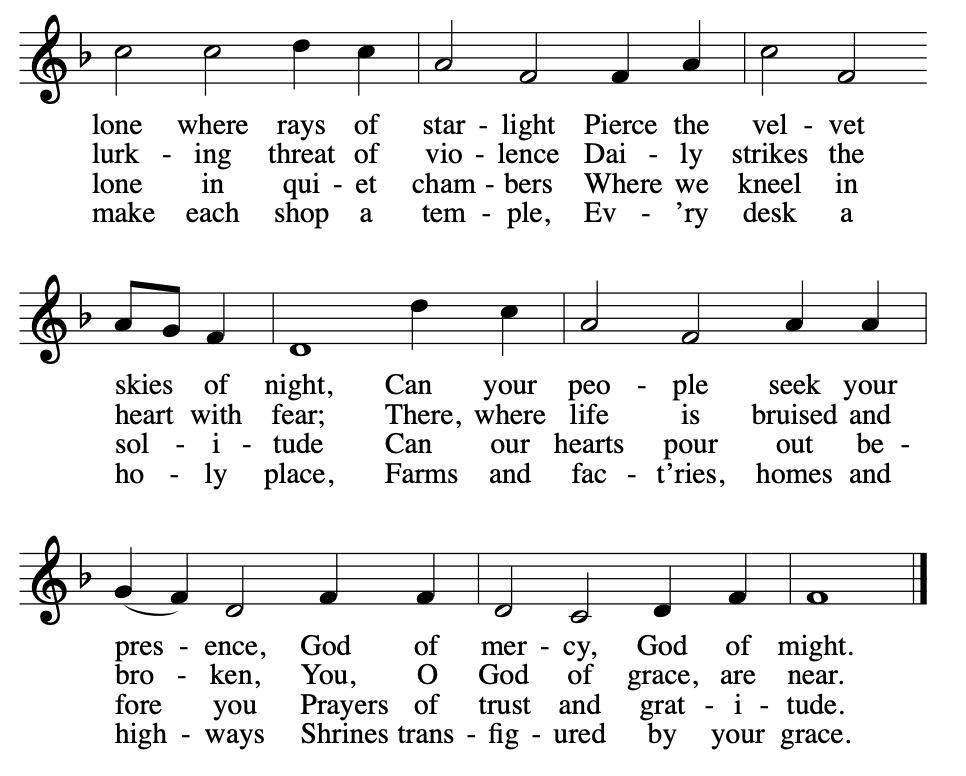 lone where rays of star - light Pierce the vel - vet
lurk - ing threat of vio - lence Dai - ly strikes the
lone in qui - et cham - bers Where we kneel in
make each shop a tem - ple, Ev - ’ry desk a
skies of night, Can your peo - ple seek your
heart with fear; There, where life is bruised and
sol - i - tude Can our hearts pour out be -
ho - ly place, Farms and fac - t’ries, homes and
pres - ence, God of mer - cy, God of might.
bro - ken, You, O God of grace, are near.
fore you Prayers of trust and grat - i - tude.
high - ways Shrines trans - fig - ured by your grace.